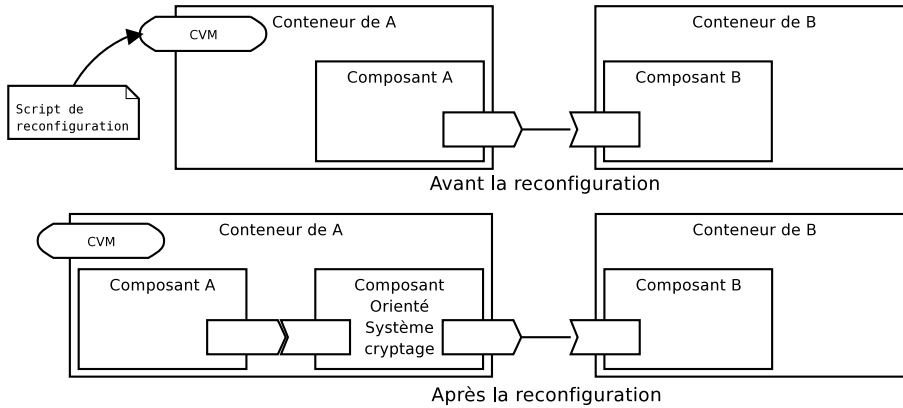 Conteneur de A
Conteneur de B
CVM
Composant A
Composant B
Script de
reconfiguration
Avant la reconfiguration
Conteneur de A
Conteneur de B
CVM
Composant A
Composant
Orienté
Système
cryptage
Composant B
Après la reconfiguration